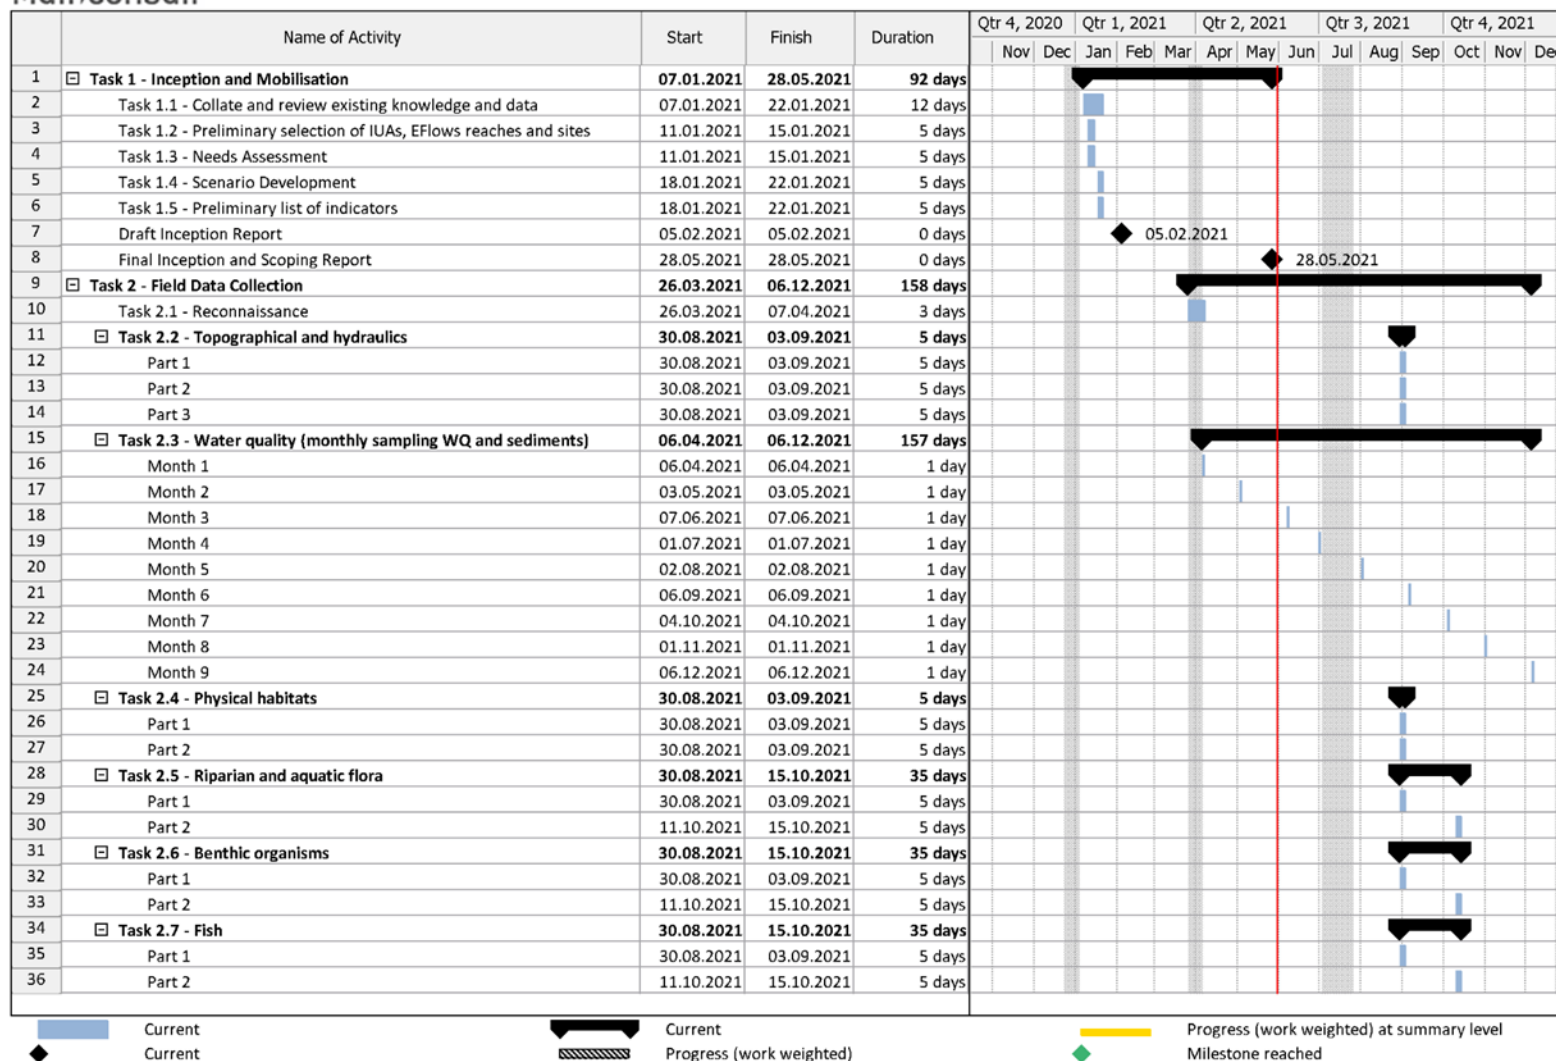 Qtr 4, 2020 Qtr 1, 2021 Qtr 2, 2021 Qtr 3, 2021 Qtr 4, 2021
Name of Activity Start Finish Duration
Nov Dec Jan Feb Mar Apr May Jun Jul Aug Sep Oct Nov Dec
1 Task 1 - Inception and Mobilisation 07.01.2021 28.05.2021 92 days
2 Task 1.1 - Collate and review existing knowledge and data 07.01.2021 22.01.2021 12 days
3 Task 1.2 - Preliminary selection of IUAs, EFlows reaches and sites 11.01.2021 15.01.2021 5 days
4 Task 1.3 - Needs Assessment 11.01.2021 15.01.2021 5 days
5 Task 1.4 - Scenario Development 18.01.2021 22.01.2021 5 days
6 Task 1.5 - Preliminary list of indicators 18.01.2021 22.01.2021 5 days
7 Draft Inception Report 05.02.2021 05.02.2021 0 days 05.02.2021
8 Final Inception and Scoping Report 28.05.2021 28.05.2021 0 days 28.05.2021
9 Task 2 - Field Data Collection 26.03.2021 06.12.2021 158 days
10 Task 2.1 - Reconnaissance 26.03.2021 07.04.2021 3 days
11 Task 2.2 - Topographical and hydraulics 30.08.2021 03.09.2021 5 days
12 Part 1 30.08.2021 03.09.2021 5 days
13 Part 2 30.08.2021 03.09.2021 5 days
14 Part 3 30.08.2021 03.09.2021 5 days
15 Task 2.3 - Water quality (monthly sampling WQ and sediments) 06.04.2021 06.12.2021 157 days
16 Month 1 06.04.2021 06.04.2021 1 day
17 Month 2 03.05.2021 03.05.2021 1 day
18 Month 3 07.06.2021 07.06.2021 1 day
19 Month 4 01.07.2021 01.07.2021 1 day
20 Month 5 02.08.2021 02.08.2021 1 day
21 Month 6 06.09.2021 06.09.2021 1 day
22 Month 7 04.10.2021 04.10.2021 1 day
23 Month 8 01.11.2021 01.11.2021 1 day
24 Month 9 06.12.2021 06.12.2021 1 day
25 Task 2.4 - Physical habitats 30.08.2021 03.09.2021 5 days
26 Part 1 30.08.2021 03.09.2021 5 days
27 Part 2 30.08.2021 03.09.2021 5 days
28 Task 2.5 - Riparian and aquatic flora 30.08.2021 15.10.2021 35 days
29 Part 1 30.08.2021 03.09.2021 5 days
30 Part 2 11.10.2021 15.10.2021 5 days
31 Task 2.6 - Benthic organisms 30.08.2021 15.10.2021 35 days
32 Part 1 30.08.2021 03.09.2021 5 days
33 Part 2 11.10.2021 15.10.2021 5 days
34 Task 2.7 - Fish 30.08.2021 15.10.2021 35 days
35 Part 1 30.08.2021 03.09.2021 5 days
36 Part 2 11.10.2021 15.10.2021 5 days
Current Current Progress (work weighted) at summary level
Current Progress (work weighted) Milestone reached